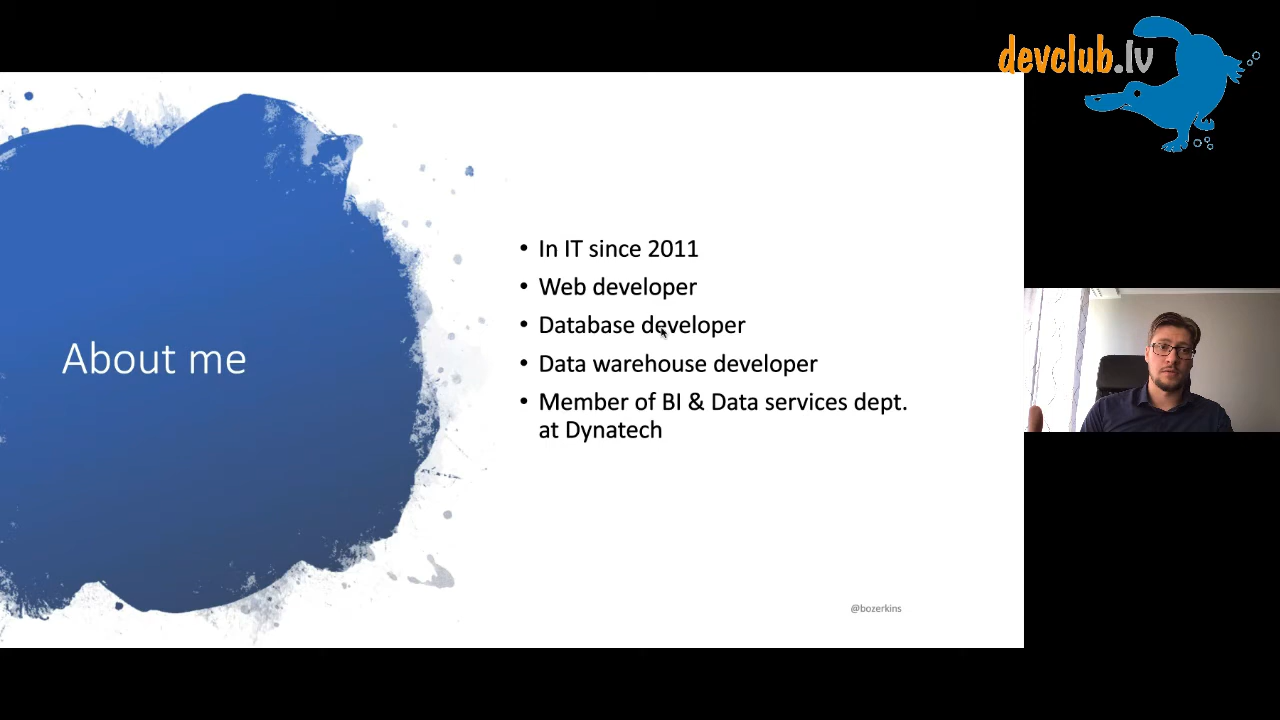 devclub.lv
About me
• In IT since 2011
• Web developer
• Database developer
• Data warehouse developer
• Member of BI & Data services dept.
at Dynatech
@bozerkins